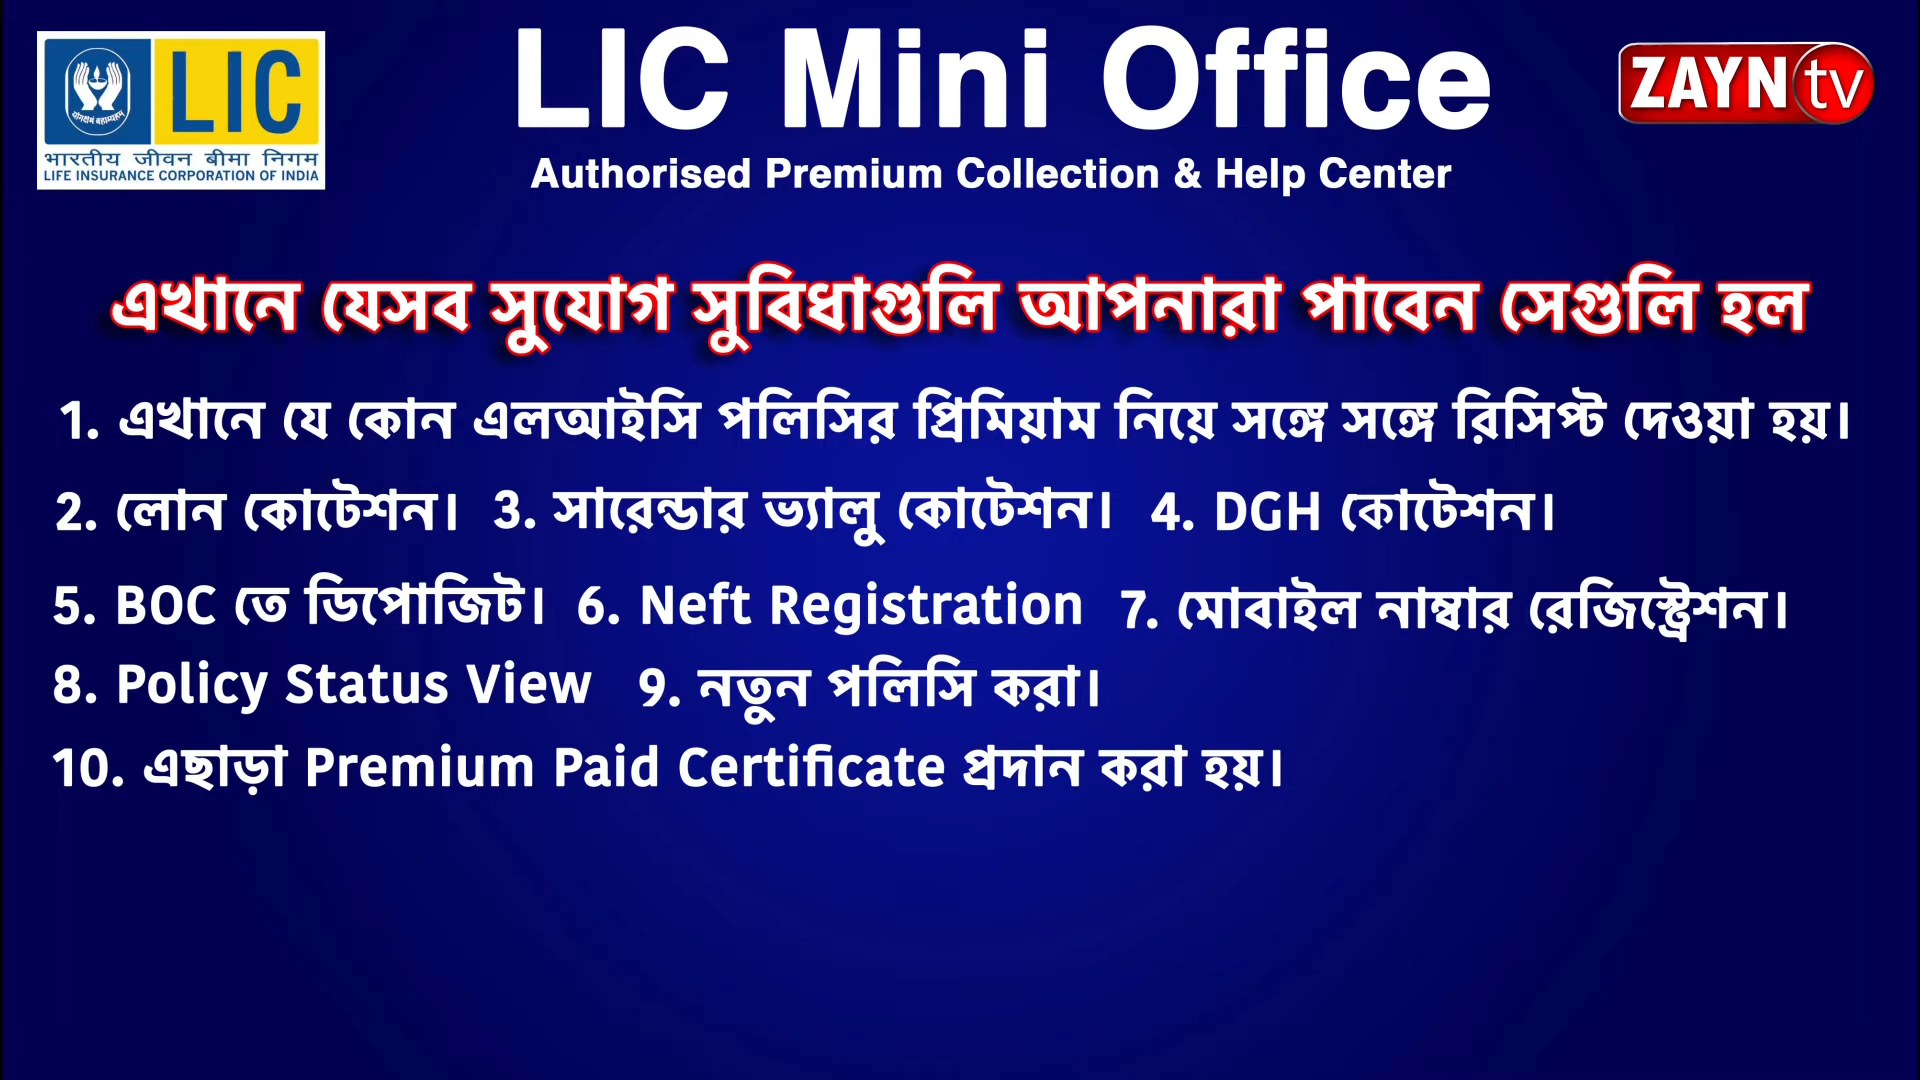 LIC Mini Office
ZAYN tv
LIC
भारतीय जीवन बीमा निगम
LIFE INSURANCE CORPORATION OF INDIA
Authorised Premium Collection & Help Center
এখানে যেসব সুযোগ সুবিধাগুলি আপনারা পাবেন সেগুলি হল
1. এখানে যে কোন এলআইসি পলিসির প্রিমিয়াম নিয়ে সঙ্গে সঙ্গে রিসিপ্ট দেওয়া হয়।
2. লোন কোটেশন। 3. সারেন্ডার ভ্যালু কোটেশন। 4. DGH কোটেশন।
5. BOC তে ডিপোজিট। 6. Neft Registration 7. মোবাইল নাম্বার রেজিস্ট্রেশন।
8. Policy Status View 9. নতুন পলিসি করা।
10. এছাড়া Premium Paid Certificate প্রদান করা হয়।